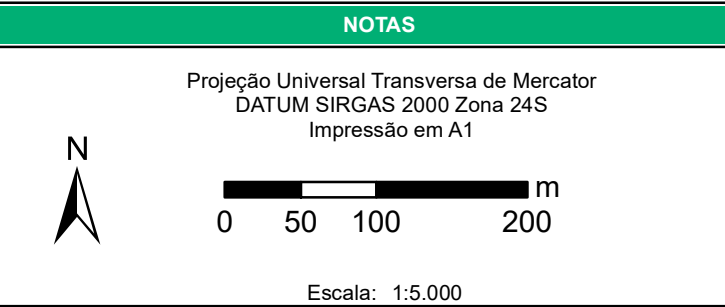 NOTAS
Projeção Universal Transversa de Mercator
DATUM SIRGAS 2000 Zona 24S
Impressão em A1
N
m
0 50 100 200
Escala: 1:5.000